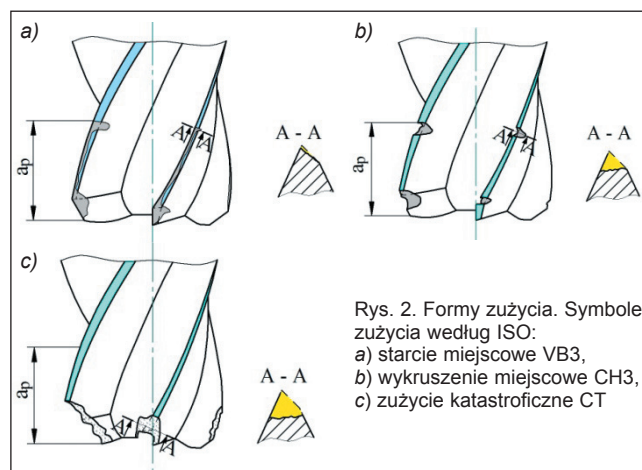 a)
A
A
A - A
ap
b)
A
A
A - A
ap
c)
A
A
A - A
ap
Rys. 2. Formy zużycia. Symbole
zużycia według ISO:
a) starcie miejscowe VB3,
b) wykruszenie miejscowe CH3,
c) zużycie katastroficzne CT